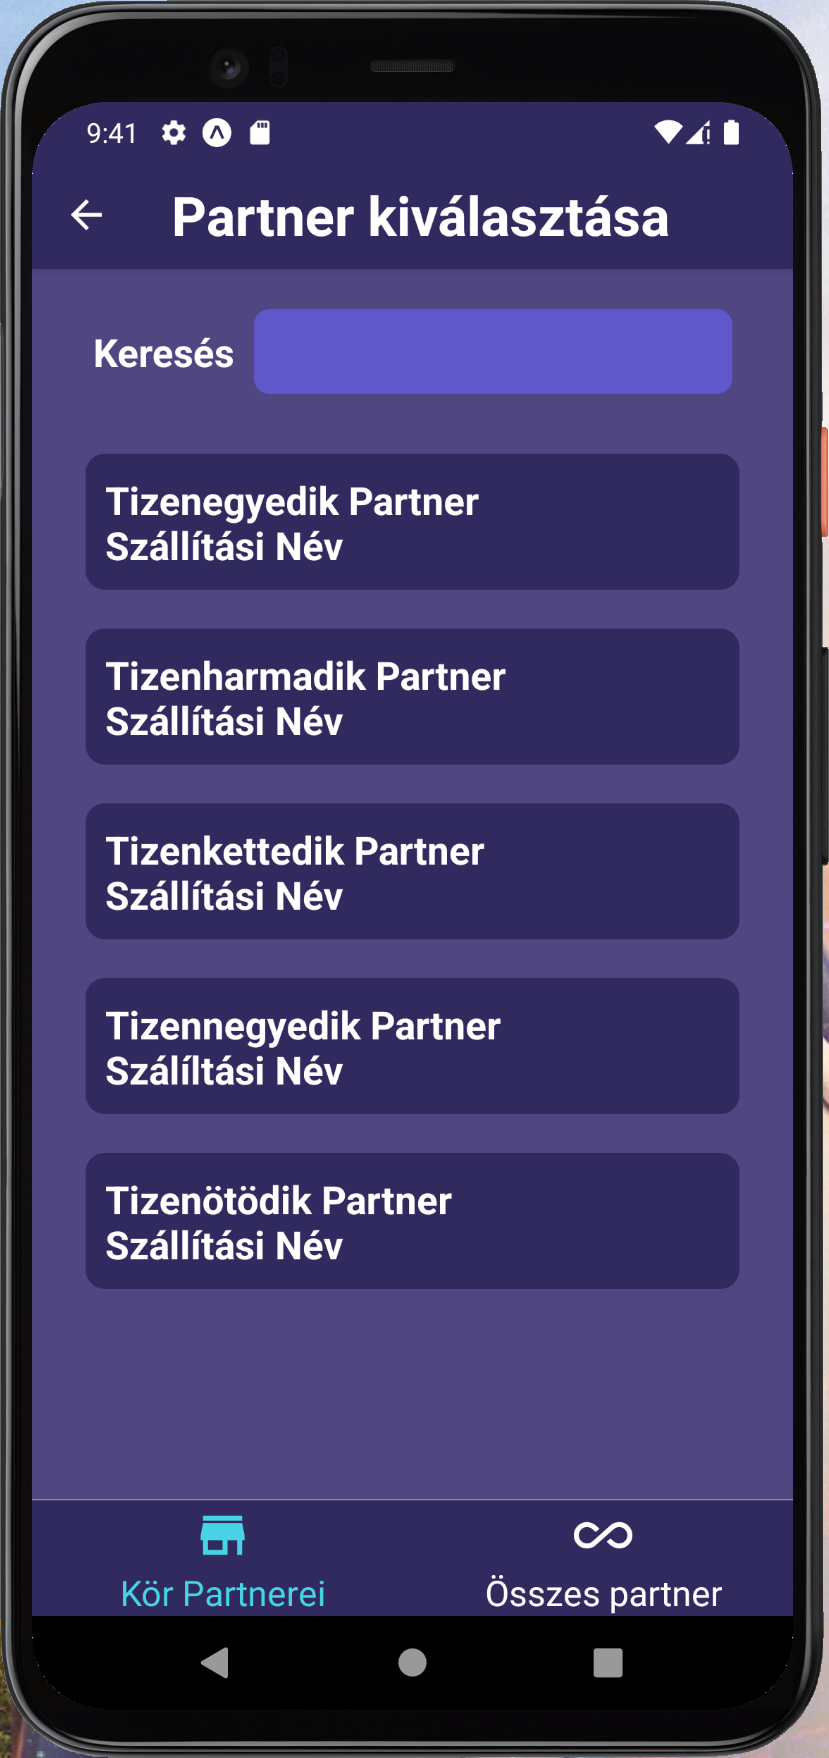 9:41
Partner kiválasztása
Keresés
Tizenegyedik Partner
Szállítási Név
Tizenharmadik Partner
Szállítási Név
Tizenkettedik Partner
Szállítási Név
Tizennegyedik Partner
Szálíltási Név
Tizenötödik Partner
Szállítási Név
Kör Partnerei
Összes partner